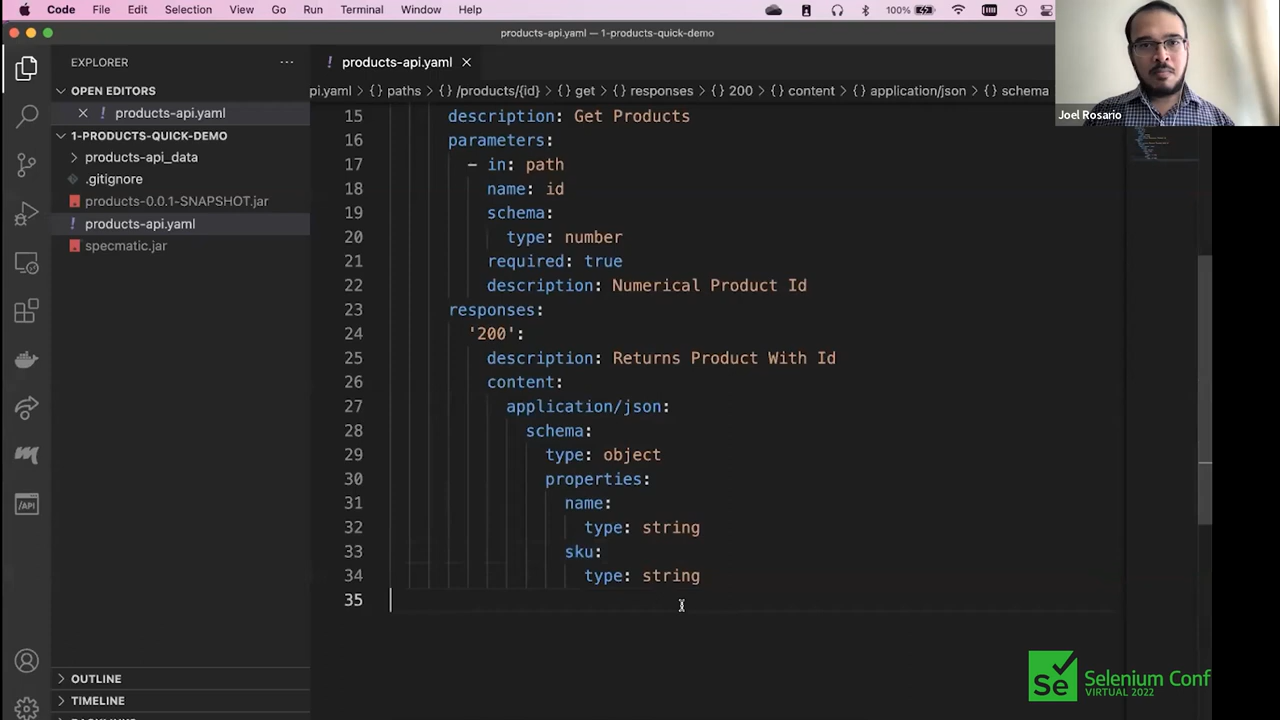 Code File Edit Selection View Go Run Terminal Window Help 100%
products-api.yaml — 1-products-quick-demo
EXPLORER
products-api.yaml
OPEN EDITORS
pi.yaml > {} paths > {} /products/{id} > {} get > {} responses > {} 200 > {} content > {} application/json > {} schema
products-api.yaml
1-PRODUCTS-QUICK-DEMO
products-api_data
.gitignore
products-0.0.1-SNAPSHOT.jar
products-api.yaml
specmatic.jar
/API
OUTLINE
TIMELINE
15 description: Get Products
16 parameters:
17 - in: path
18 name: id
19 schema:
20 type: number
21 required: true
22 description: Numerical Product Id
23 responses:
24 '200':
25 description: Returns Product With Id
26 content:
27 application/json:
28 schema:
29 type: object
30 properties:
31 name:
32 type: string
33 sku:
34 type: string
35
Joel Rosario
Se Selenium Conf
VIRTUAL 2022